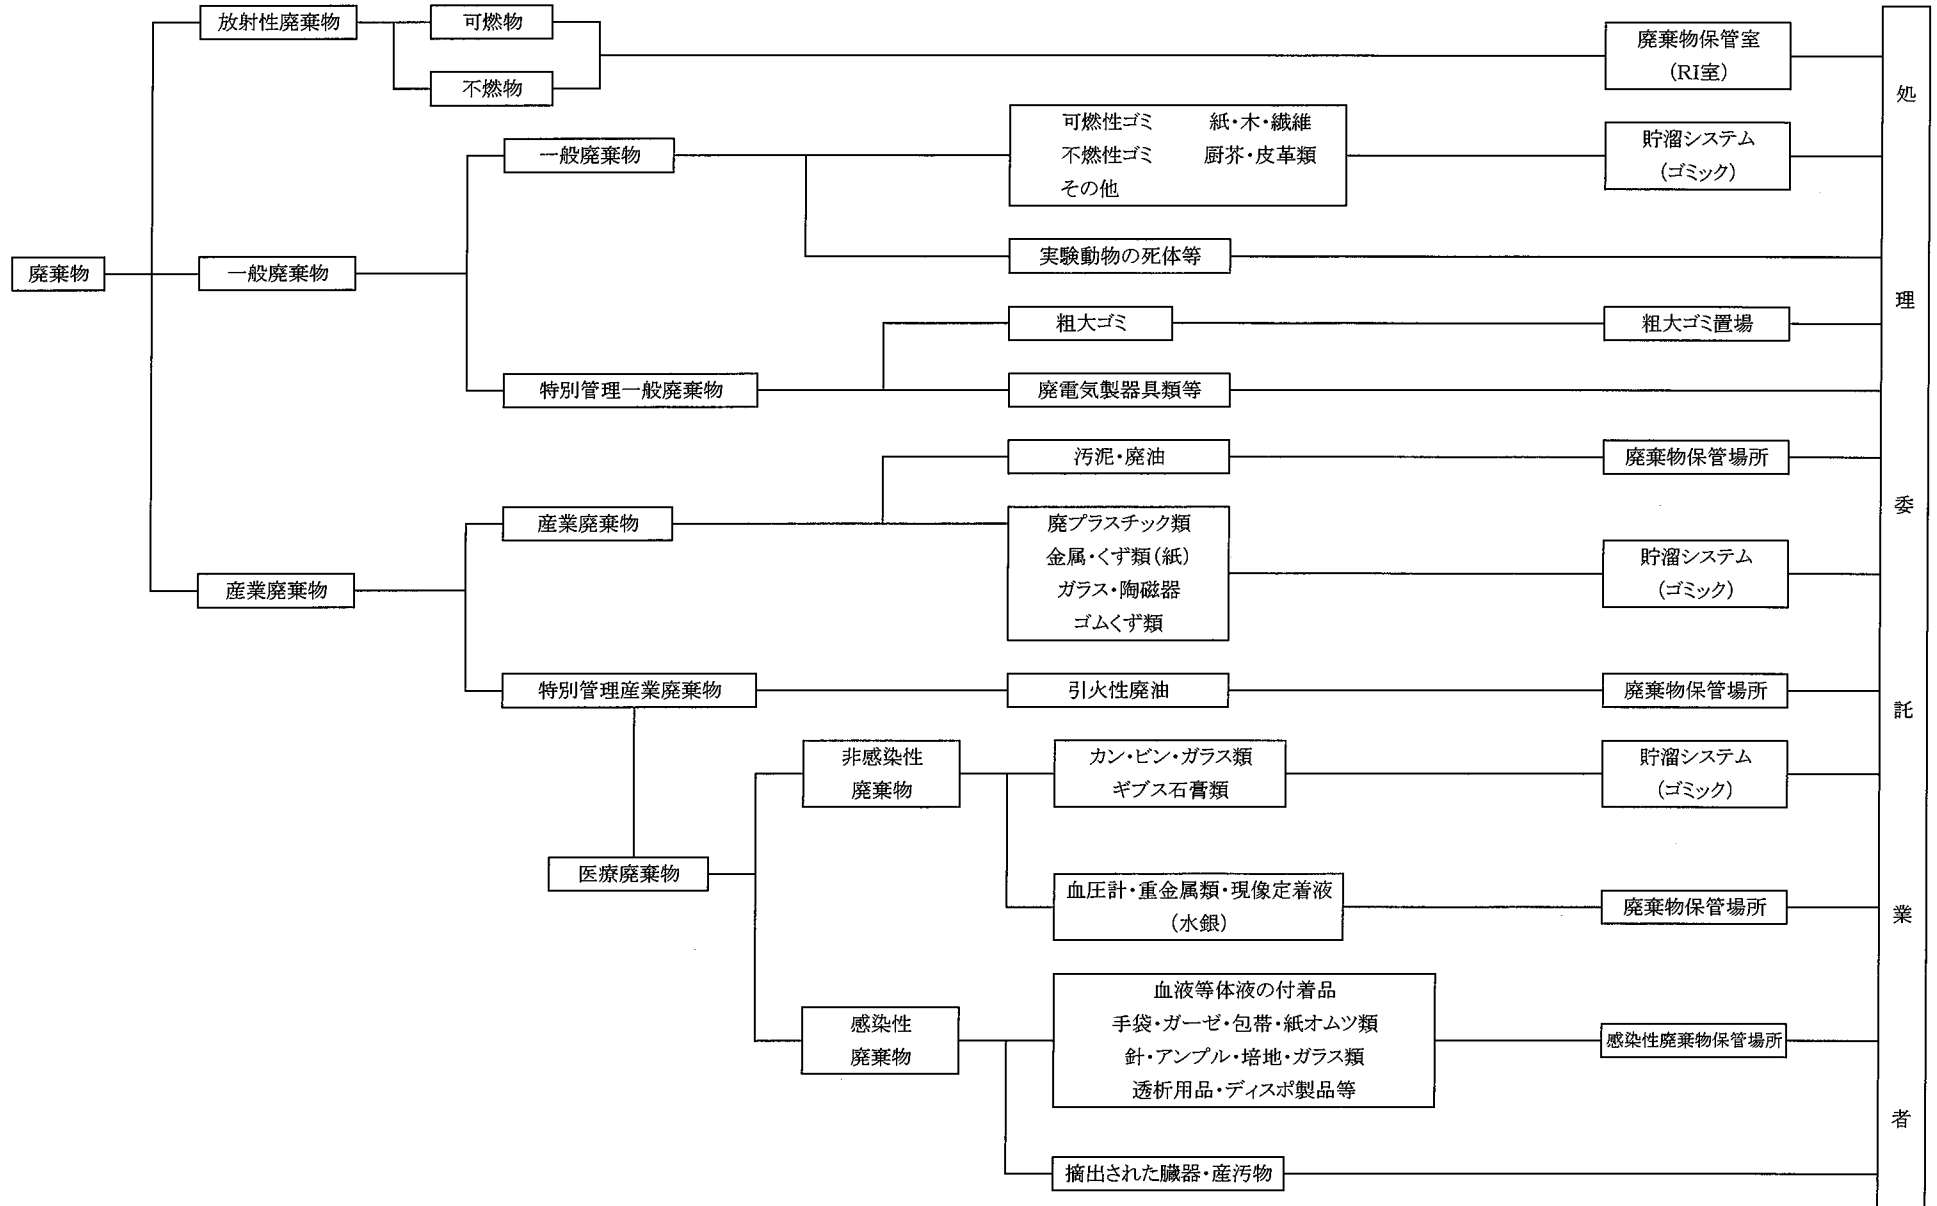 放射性廃棄物
可燃物
不燃物
廃棄物保管室
(RI室)
一般廃棄物
可燃性ゴミ 紙・木・繊維
不燃性ゴミ 厨芥・皮革類
その他
貯溜システム
(ゴミック)
実験動物の死体等
廃棄物
一般廃棄物
粗大ゴミ
粗大ゴミ置場
特別管理一般廃棄物
廃電気製器具類等
汚泥・廃油
廃棄物保管場所
産業廃棄物
廃プラスチック類
金属・くず類(紙)
ガラス・陶磁器
ゴムくず類
貯溜システム
(ゴミック)
産業廃棄物
特別管理産業廃棄物
引火性廃油
廃棄物保管場所
非感染性
廃棄物
カン・ビン・ガラス類
ギブス石膏類
貯溜システム
(ゴミック)
医療廃棄物
血圧計・重金属類・現像定着液
(水銀)
廃棄物保管場所
感染性
廃棄物
血液等体液の付着品
手袋・ガーゼ・包帯・紙オムツ類
針・アンプル・培地・ガラス類
透析用品・ディスポ製品等
感染性廃棄物保管場所
摘出された臓器・産汚物
処理委託業者